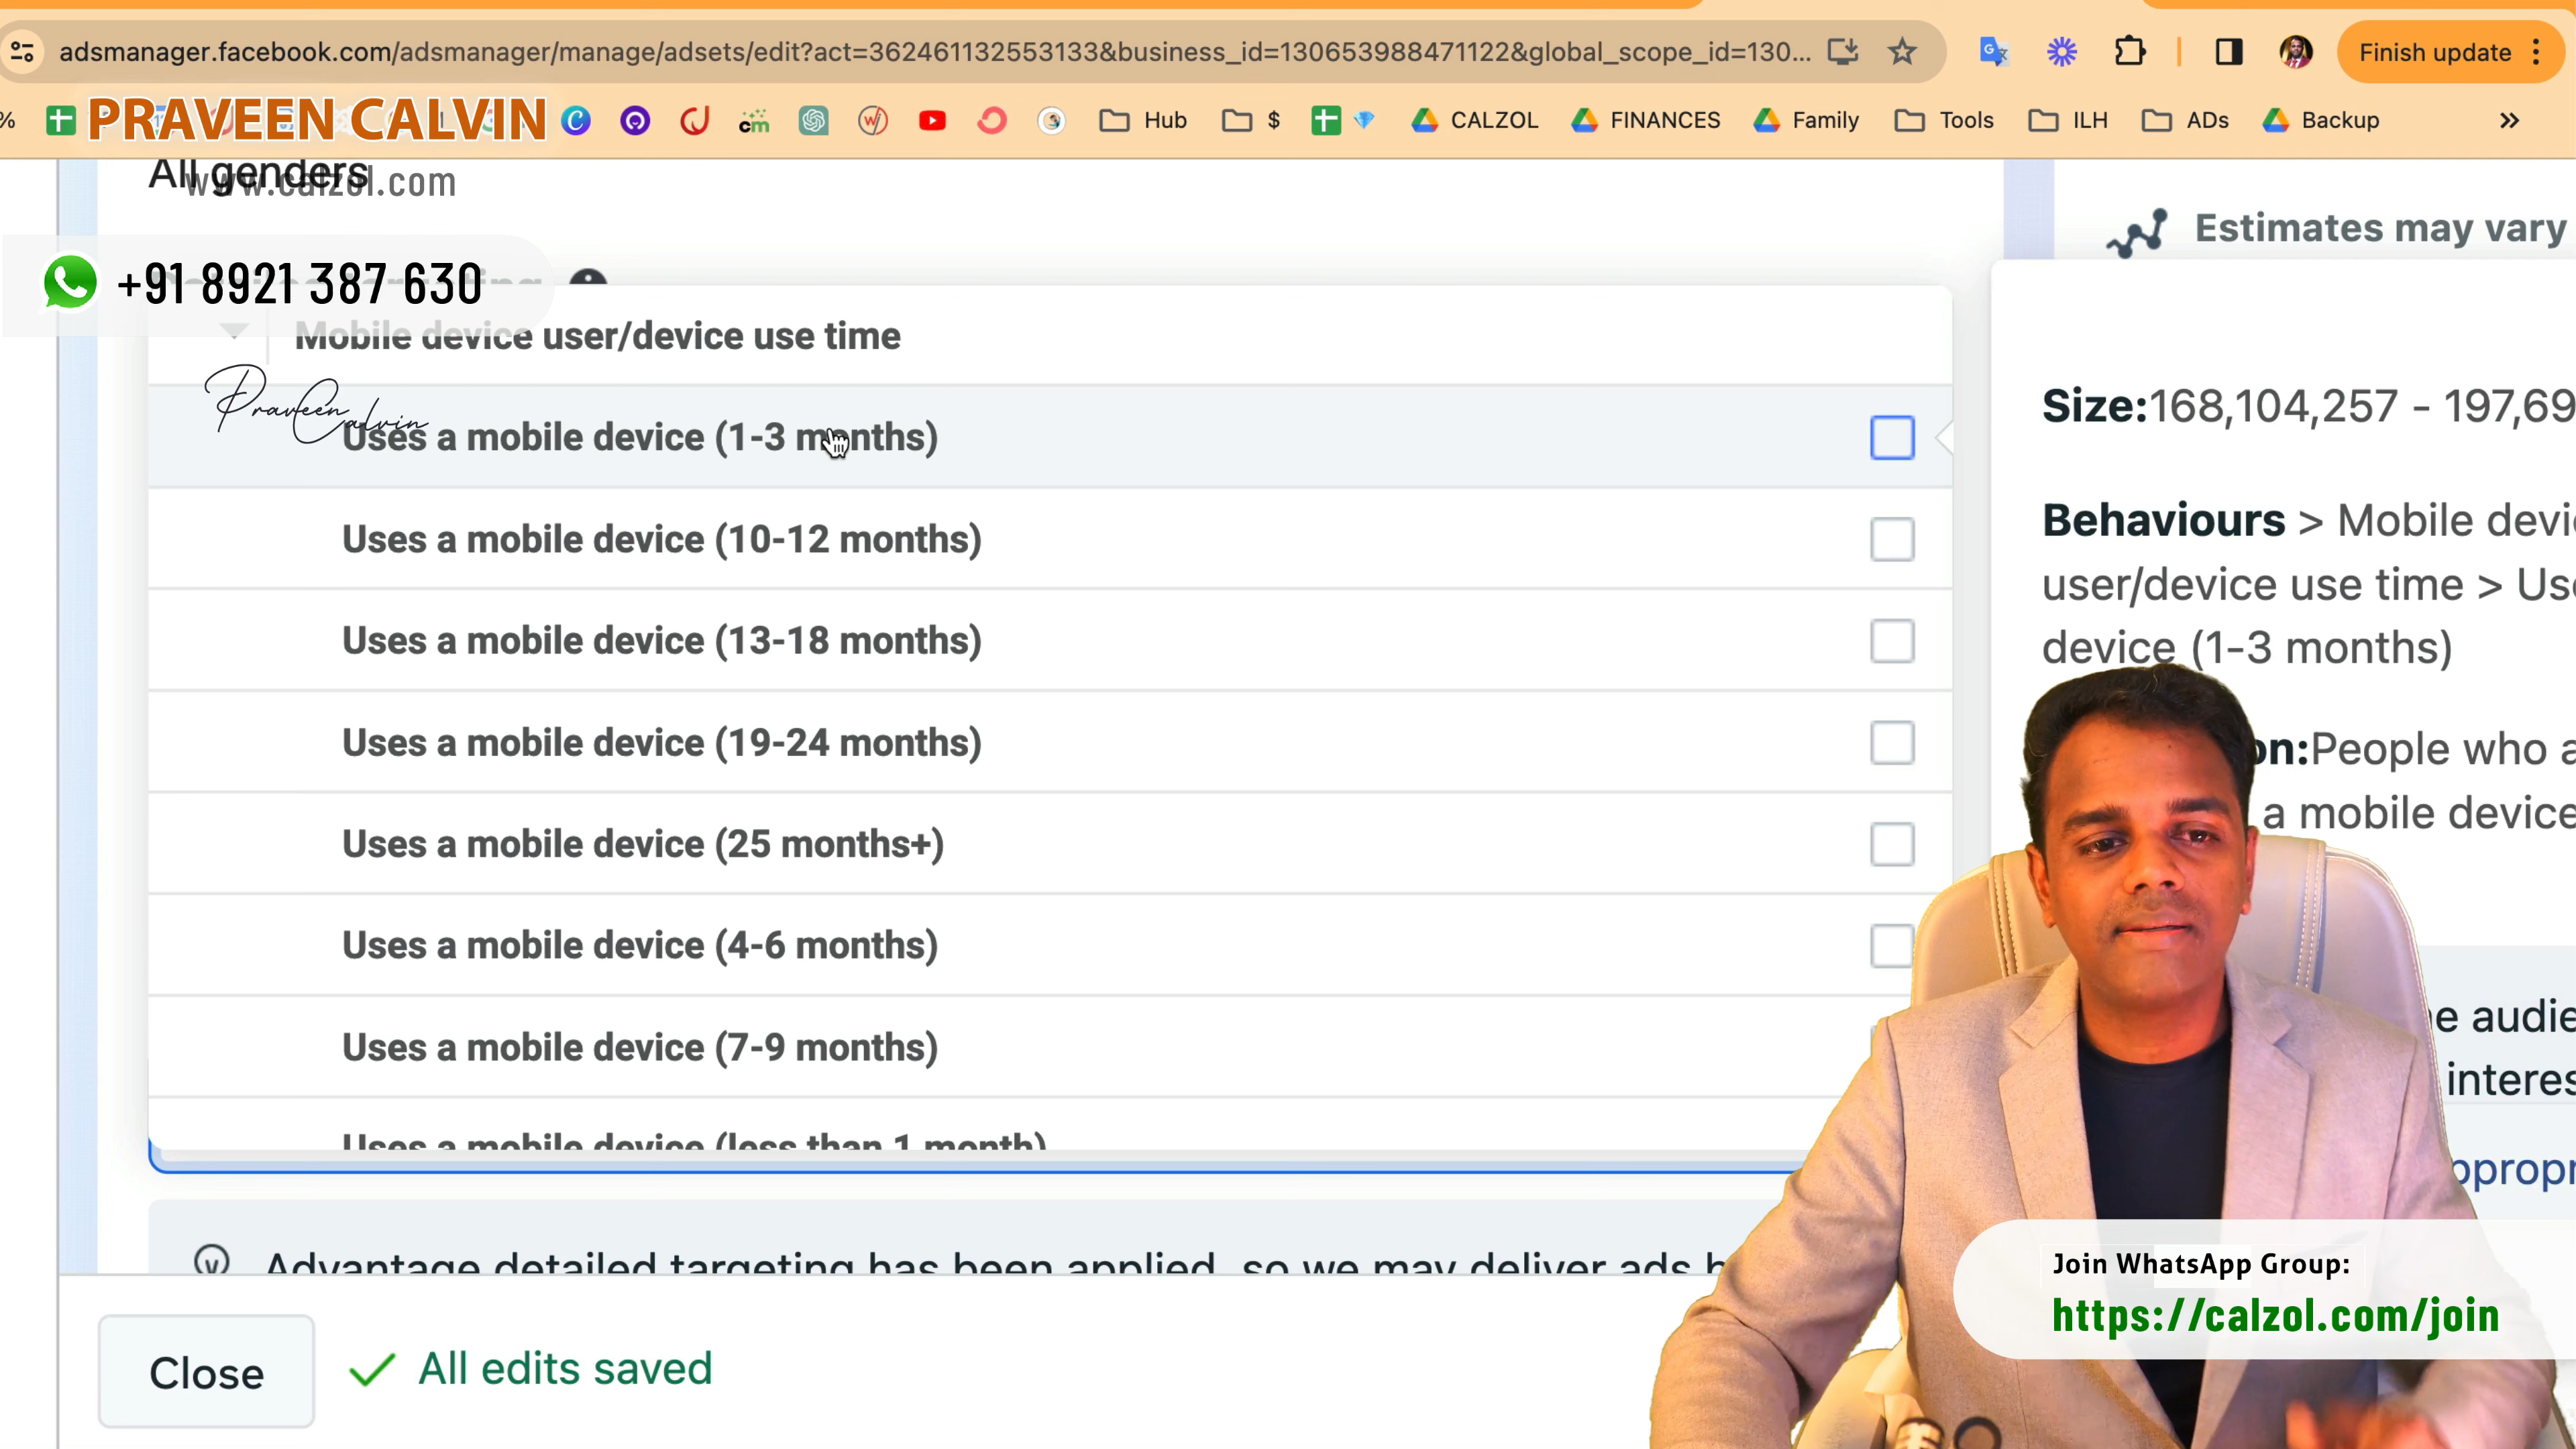 adsmanager.facebook.com/adsmanager/manage/adsets/edit?act=362461132553133&business_id=130653988471122&global_scope_id=130...
Finish update
%
PRAVEEN CALVIN
Hub
$
CALZOL
FINANCES
Family
Tools
ILH
ADs
Backup
»
All genders
www.calzol.com
+91 8921 387 630
Estimates may vary
Mobile device user/device use time
Praveen Calvin
Uses a mobile device (1-3 months)
Uses a mobile device (10-12 months)
Uses a mobile device (13-18 months)
Uses a mobile device (19-24 months)
Uses a mobile device (25 months+)
Uses a mobile device (4-6 months)
Uses a mobile device (7-9 months)
Uses a mobile device (less than 1 month)
Size:168,104,257 - 197,69
Behaviours > Mobile devi
user/device use time > Us
device (1-3 months)
on:People who a
a mobile device
e audie
interes
ppropr
Advantage detailed targeting has been applied, so we may deliver ads b
Close
All edits saved
Join WhatsApp Group:
https://calzol.com/join